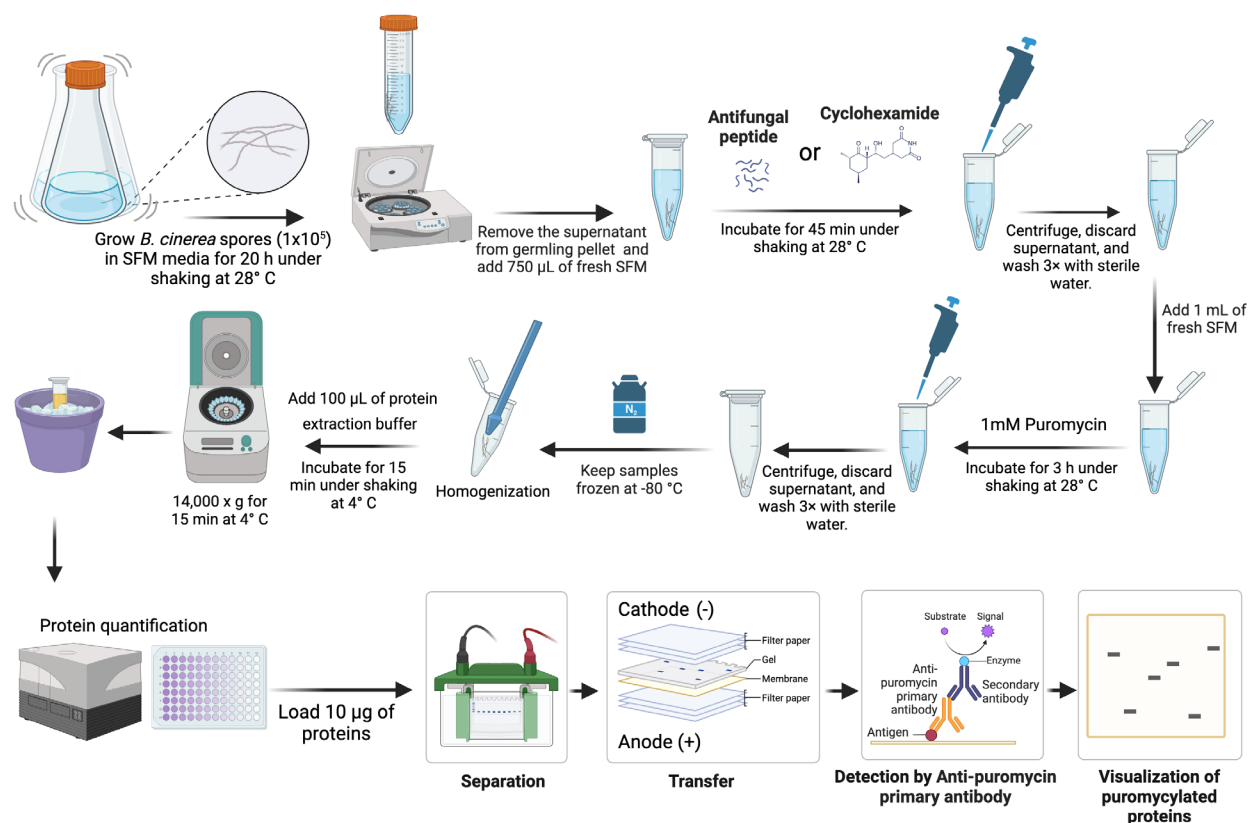 Grow B. cinerea spores (1x10⁵)
in SFM media for 20 h under
shaking at 28° C
Remove the supernatant
from germling pellet and
add 750 µL of fresh SFM
Antifungal
peptide
or
Cyclohexamide
O
OH
H
O
NH
O
Incubate for 45 min under
shaking at 28° C
Centrifuge, discard
supernatant, and
wash 3× with sterile
water.
Add 1 mL of
fresh SFM
1mM Puromycin
Incubate for 3 h under
shaking at 28° C
Centrifuge, discard
supernatant, and
wash 3× with sterile
water.
N₂
Keep samples
frozen at -80 °C
Homogenization
Add 100 µL of protein
extraction buffer
Incubate for 15
min under shaking
at 4° C
14,000 x g for
15 min at 4° C
Protein quantification
Load 10 µg of
proteins
Separation
Cathode (-)
Filter paper
Gel
Membrane
Filter paper
Anode (+)
Transfer
Substrate
Signal
Enzyme
Anti-
puromycin
primary
antibody
Secondary
antibody
Antigen
Detection by Anti-puromycin
primary antibody
Visualization of
puromycylated
proteins